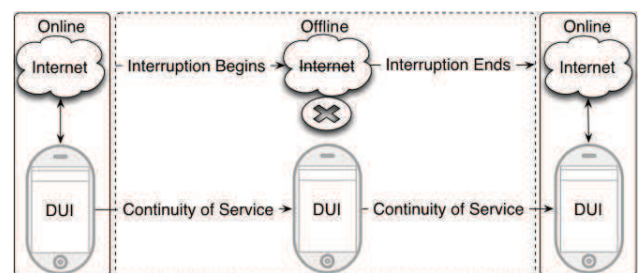 Online
Offline
Online
Internet
Interruption Begins
Internet
Interruption Ends
Internet
DUI
Continuity of Service
DUI
Continuity of Service
DUI